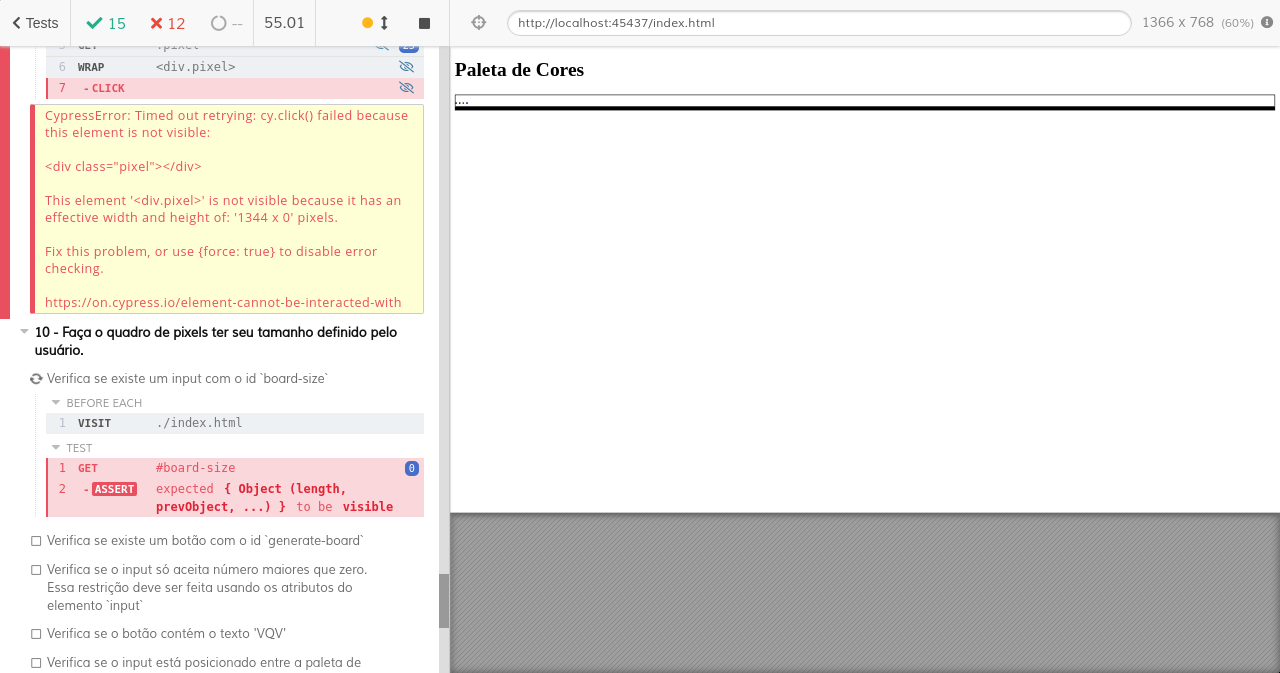 Tests
15
12
--
55.01
http://localhost:45437/index.html
1366 x 768 (60%)
5 GET .pixel 25
6 WRAP <div.pixel>
7 -CLICK
CypressError: Timed out retrying: cy.click() failed because
this element is not visible:
<div class="pixel"></div>
This element '<div.pixel>' is not visible because it has an
effective width and height of: '1344 x 0' pixels.
Fix this problem, or use {force: true} to disable error
checking.
https://on.cypress.io/element-cannot-be-interacted-with
10 - Faça o quadro de pixels ter seu tamanho definido pelo
usuário.
Verifica se existe um input com o id `board-size`
BEFORE EACH
1 VISIT ./index.html
TEST
1 GET #board-size 0
2 -ASSERT expected { Object (length,
prevObject, ...) } to be visible
Verifica se existe um botão com o id `generate-board`
Verifica se o input só aceita número maiores que zero.
Essa restrição deve ser feita usando os atributos do
elemento `input`
Verifica se o botão contém o texto 'VQV'
Verifica se o input está posicionado entre a paleta de
Paleta de Cores
....